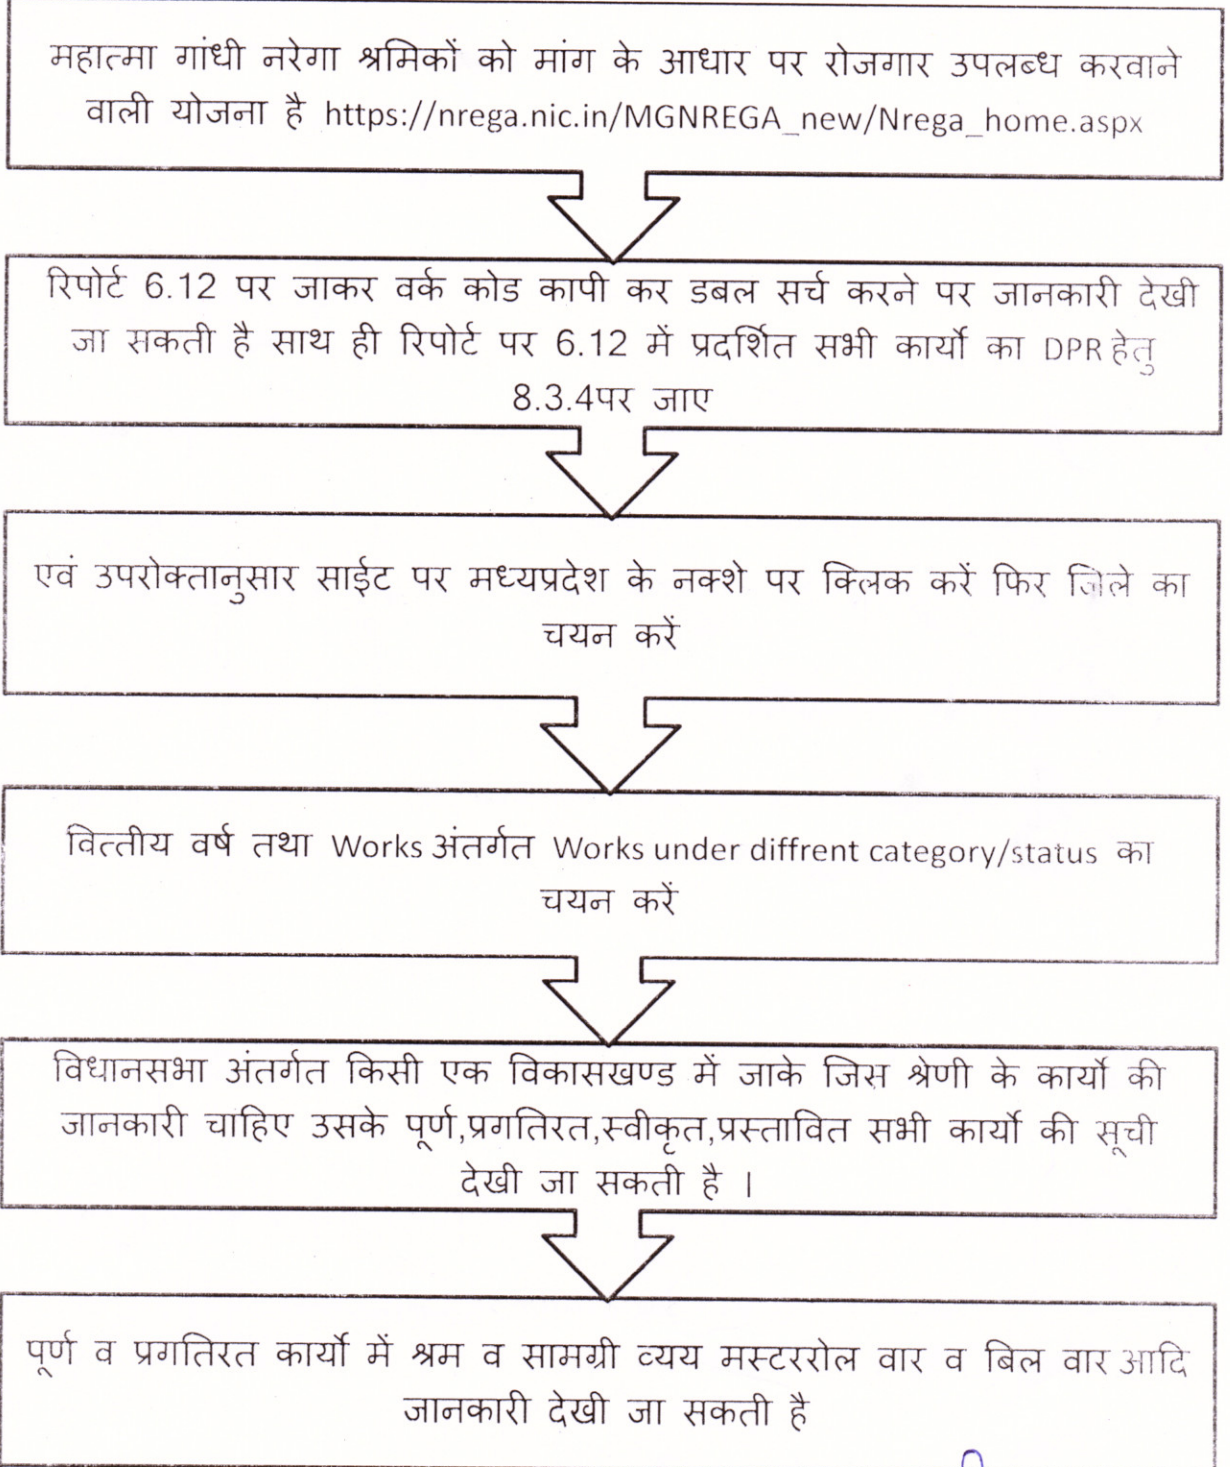 महात्मा गांधी नरेगा श्रमिकों को मांग के आधार पर रोजगार उपलब्ध करवाने
वाली योजना है https://nrega.nic.in/MGNREGA_new/Nrega_home.aspx
रिपोर्ट 6.12 पर जाकर वर्क कोड कापी कर डबल सर्च करने पर जानकारी देखी
जा सकती है साथ ही रिपोर्ट पर 6.12 में प्रदर्शित सभी कार्यो का DPR हेतु
8.3.4पर जाए
एवं उपरोक्तानुसार साईट पर मध्यप्रदेश के नक्शे पर क्लिक करें फिर जिले का
चयन करें
वित्तीय वर्ष तथा Works अंतर्गत Works under diffrent category/status का
चयन करें
विधानसभा अंतर्गत किसी एक विकासखण्ड में जाके जिस श्रेणी के कार्यो की
जानकारी चाहिए उसके पूर्ण,प्रगतिरत,स्वीकृत,प्रस्तावित सभी कार्यो की सूची
देखी जा सकती है ।
पूर्ण व प्रगतिरत कार्यो में श्रम व सामग्री व्यय मस्टररोल वार व बिल वार आदि
जानकारी देखी जा सकती है